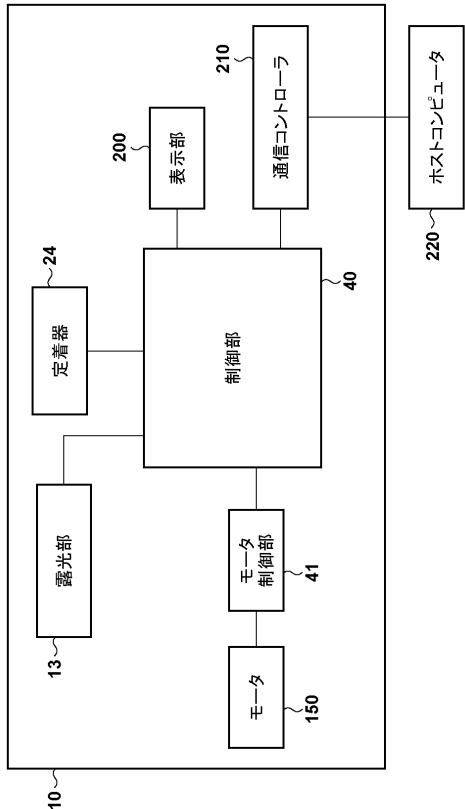 10
13
露光部
24
定着器
200
表示部
210
通信コントローラ
150
モータ
41
モータ
制御部
40
制御部
220
ホストコンピュータ